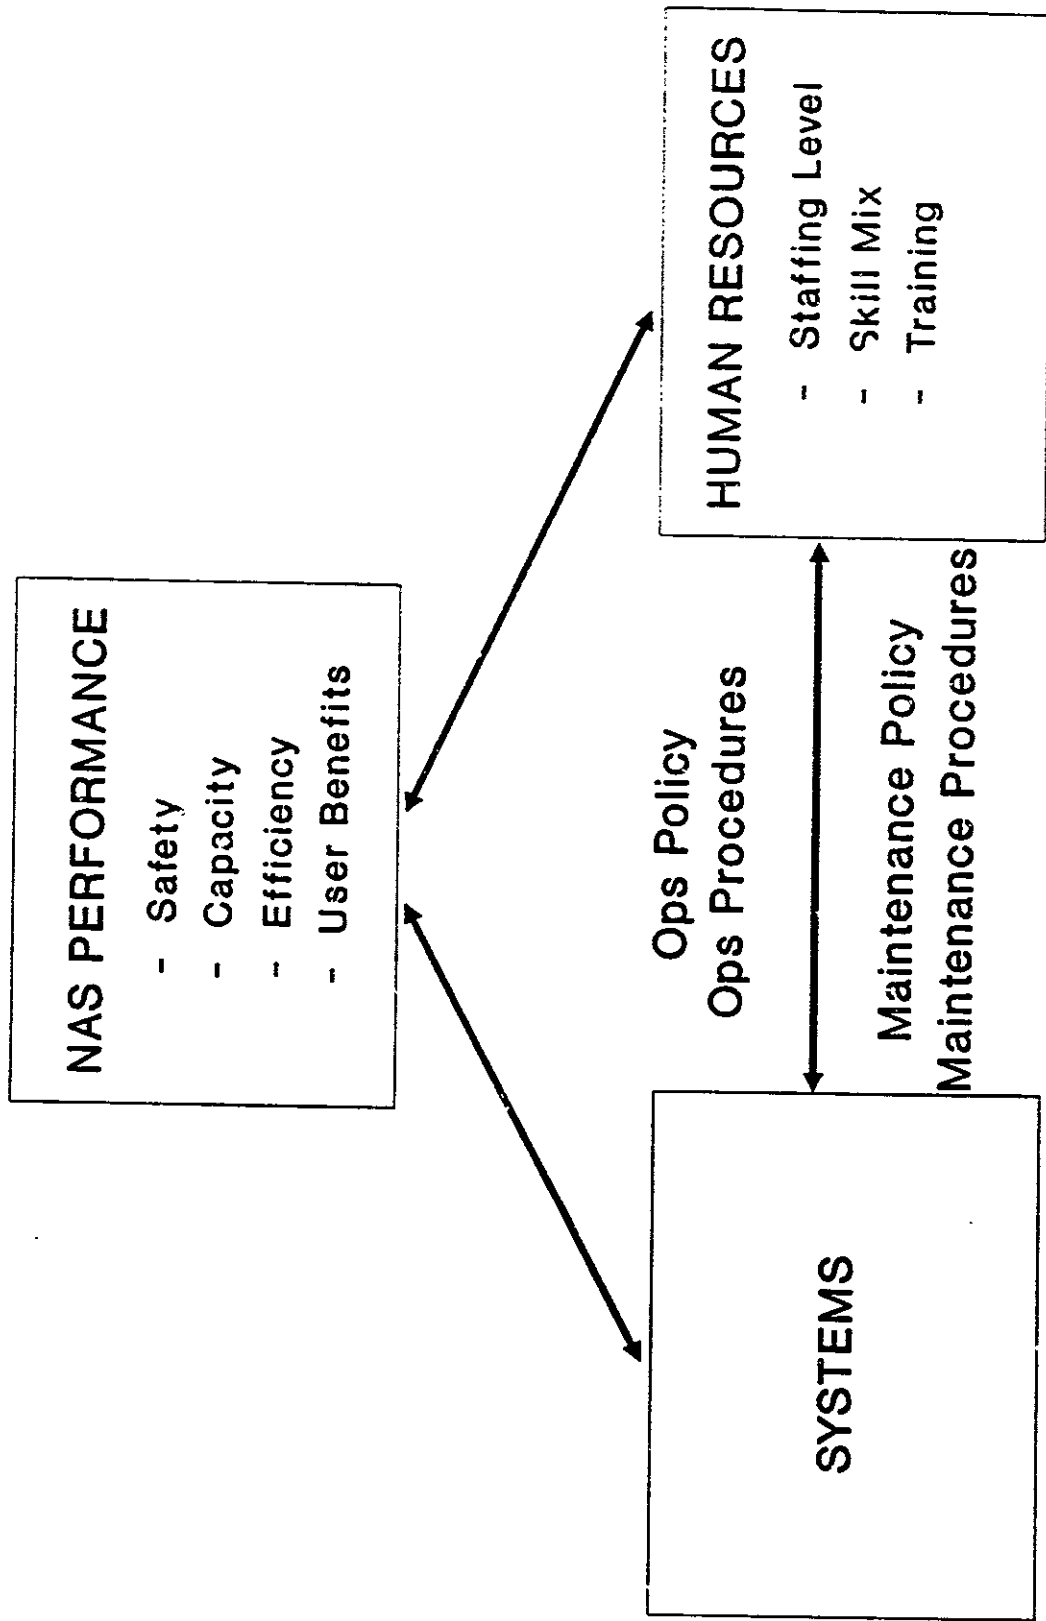 NAS PERFORMANCE
- Safety
- Capacity
- Efficiency
- User Benefits
Ops Policy
Ops Procedures
Maintenance Policy
Maintenance Procedures
SYSTEMS
HUMAN RESOURCES
- Staffing Level
- Skill Mix
- Training